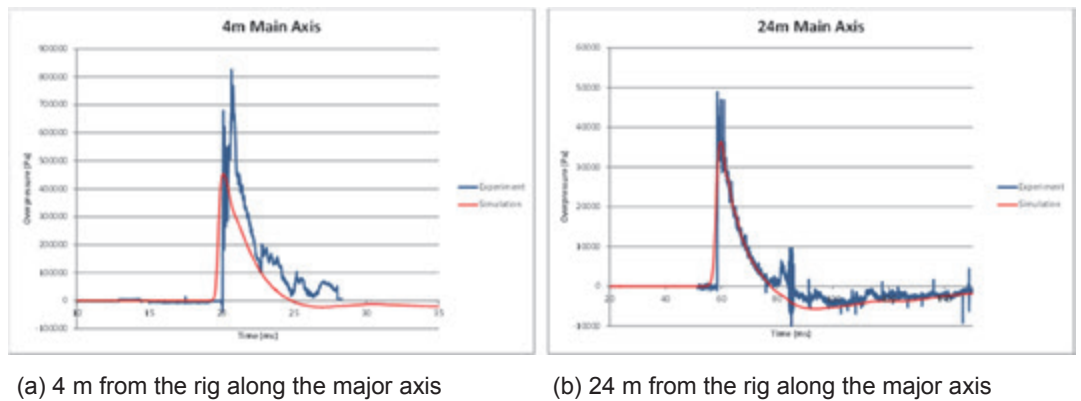 4m Main Axis
900000
800000
700000
600000
500000
400000
300000
200000
100000
0
-100000
10
15
20
25
30
35
Overpressure [Pa]
Time [ms]
Experiment
Simulation
24m Main Axis
60000
50000
40000
30000
20000
10000
0
-10000
20
40
60
80
Overpressure [Pa]
Time [ms]
Experiment
Simulation
(a) 4 m from the rig along the major axis
(b) 24 m from the rig along the major axis